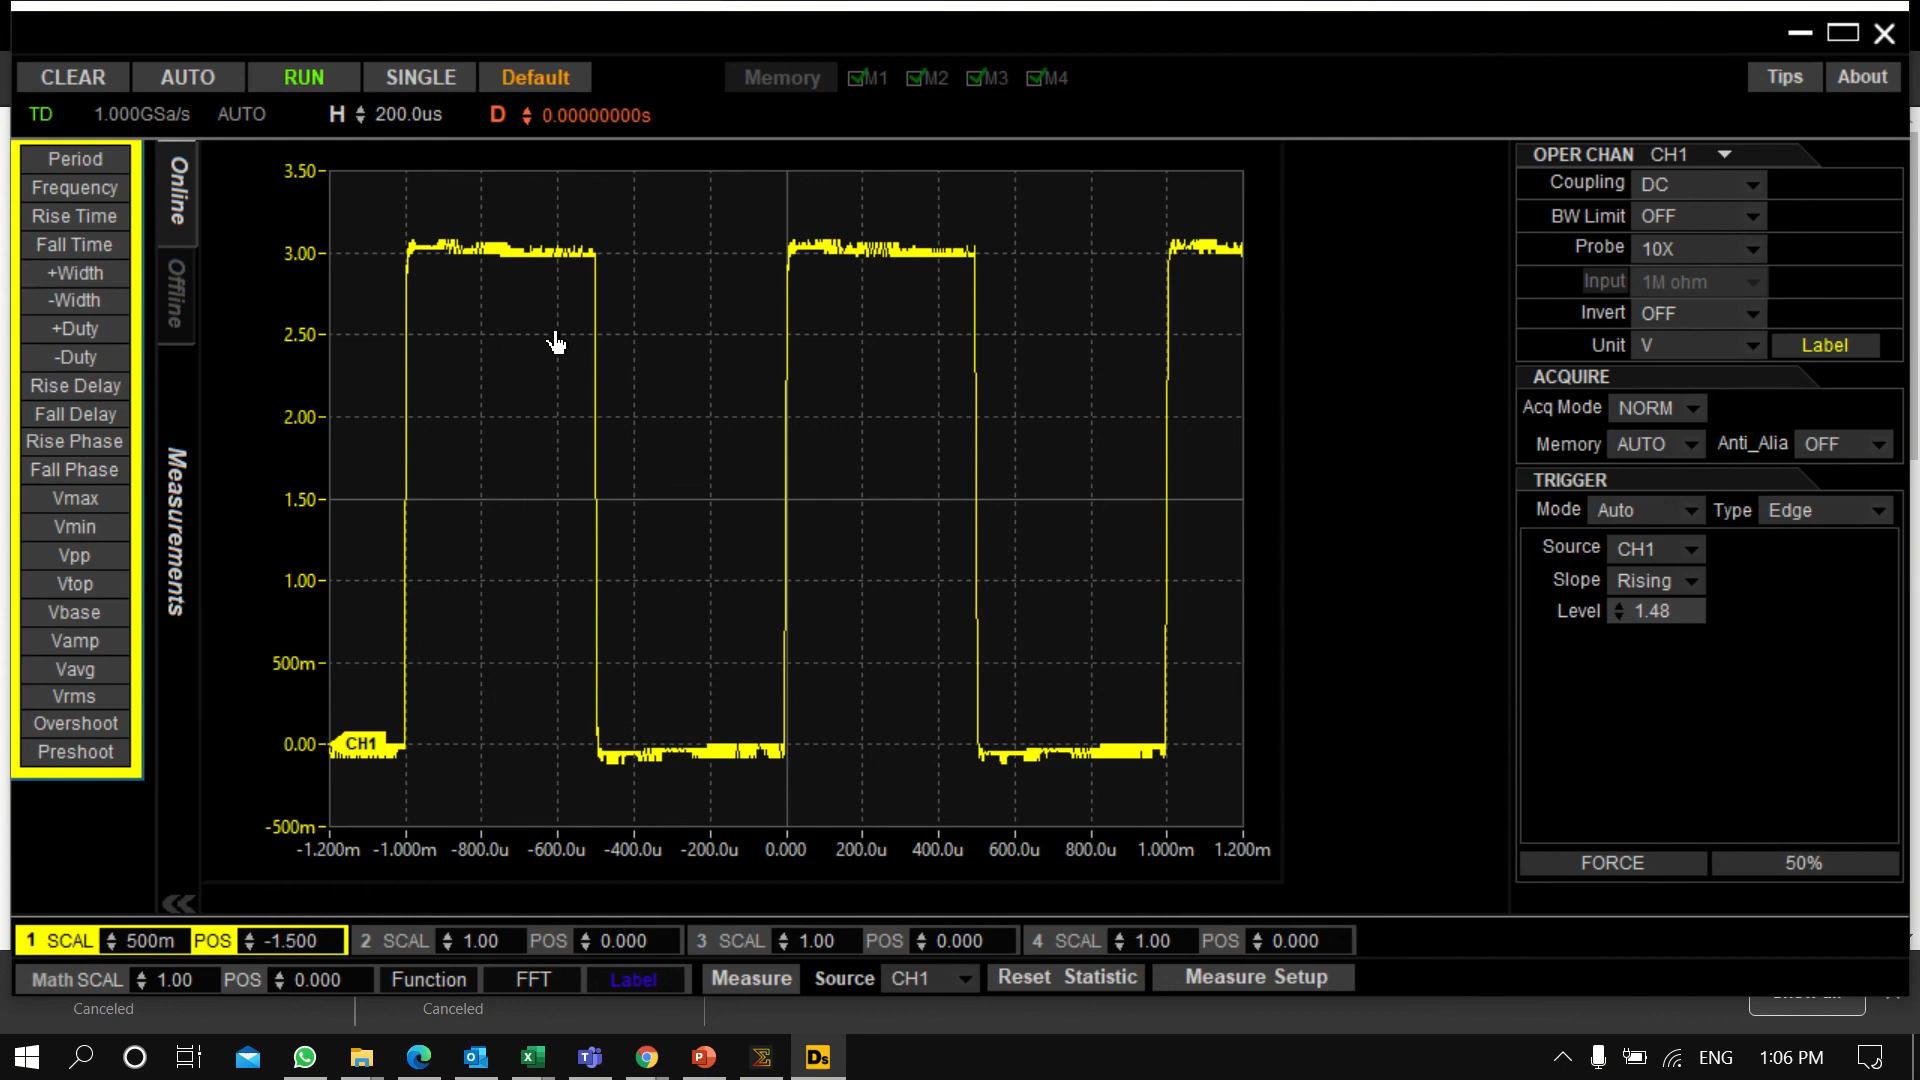 CLEAR AUTO RUN SINGLE Default Memory M1 M2 M3 M4 Tips About
TD 1.000GSa/s AUTO H 200.0us D 0.00000000s
Period
Frequency
Rise Time
Fall Time
+Width
-Width
+Duty
-Duty
Rise Delay
Fall Delay
Rise Phase
Fall Phase
Vmax
Vmin
Vpp
Vtop
Vbase
Vamp
Vavg
Vrms
Overshoot
Preshoot
Online
Offline
Measurements
3.50
3.00
2.50
2.00
1.50
1.00
500m
0.00
-500m
CH1
-1.200m -1.000m -800.0u -600.0u -400.0u -200.0u 0.000 200.0u 400.0u 600.0u 800.0u 1.000m 1.200m
OPER CHAN CH1
Coupling DC
BW Limit OFF
Probe 10X
Input 1M ohm
Invert OFF
Unit V Label
ACQUIRE
Acq Mode NORM
Memory AUTO Anti_Alia OFF
TRIGGER
Mode Auto Type Edge
Source CH1
Slope Rising
Level 1.48
FORCE 50%
1 SCAL 500m POS -1.500 2 SCAL 1.00 POS 0.000 3 SCAL 1.00 POS 0.000 4 SCAL 1.00 POS 0.000
Math SCAL 1.00 POS 0.000 Function FFT Label Measure Source CH1 Reset Statistic Measure Setup
Canceled Canceled
ENG 1:06 PM